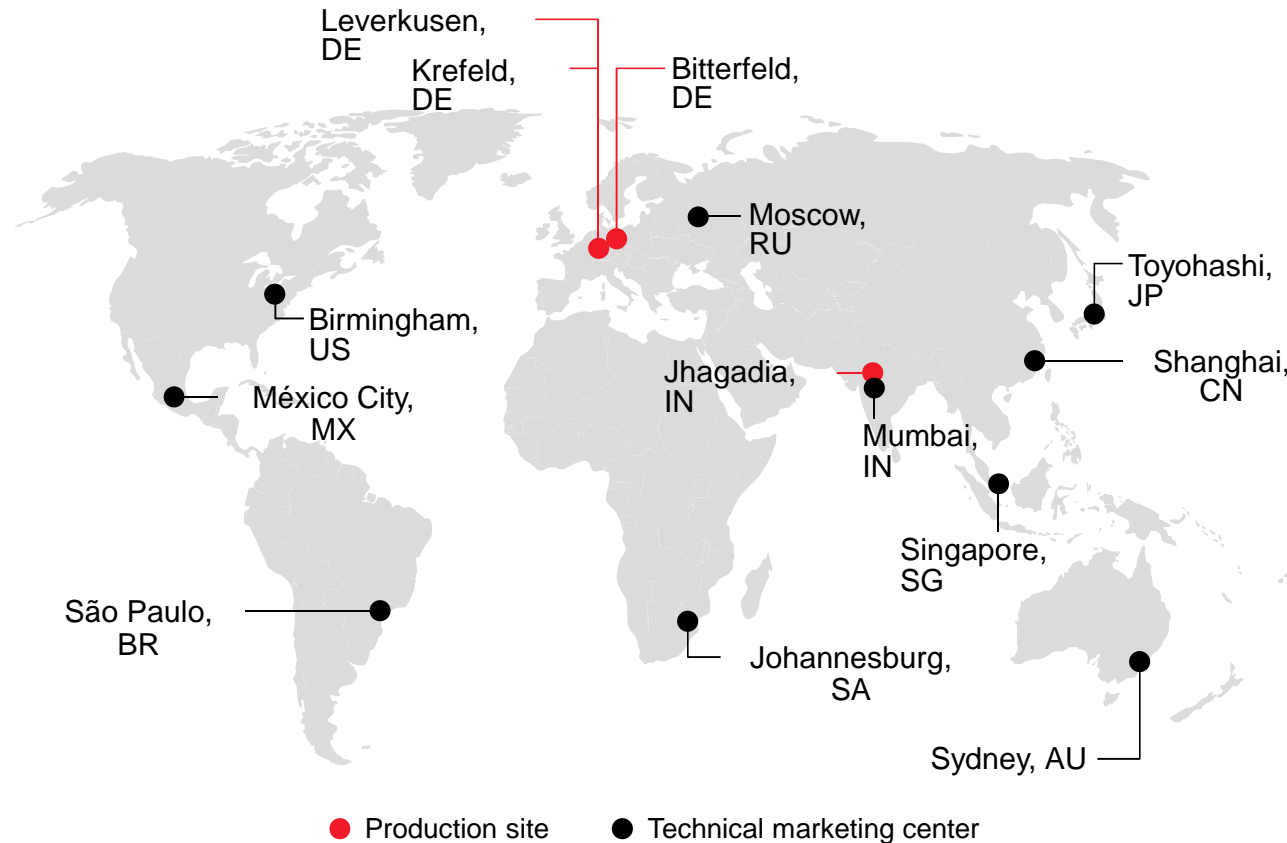 Leverkusen,
DE
Krefeld,
DE
Bitterfeld,
DE
Moscow,
RU
Toyohashi,
JP
Birmingham,
US
Shanghai,
CN
Jhagadia,
IN
México City,
MX
Mumbai,
IN
Singapore,
SG
São Paulo,
BR
Johannesburg,
SA
Sydney, AU
Production site
Technical marketing center